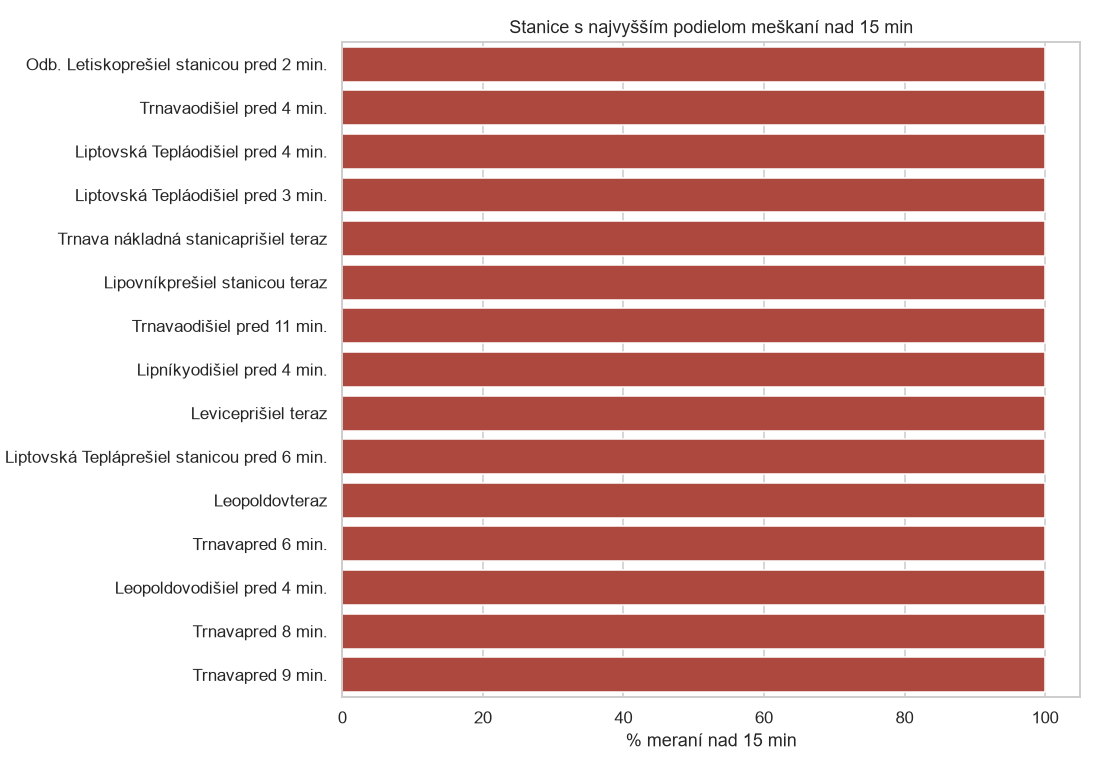 Stanice s najvyšším podielom meškaní nad 15 min
Odb. Letiskoprešiel stanicou pred 2 min.
Trnavaodišiel pred 4 min.
Liptovská Tepláodišiel pred 4 min.
Liptovská Tepláodišiel pred 3 min.
Trnava nákladná stanicaprišiel teraz
Lipovníkprešiel stanicou teraz
Trnavaodišiel pred 11 min.
Lipníkyodišiel pred 4 min.
Leviceprišiel teraz
Liptovská Tepláprešiel stanicou pred 6 min.
Leopoldovteraz
Trnavapred 6 min.
Leopoldovodišiel pred 4 min.
Trnavapred 8 min.
Trnavapred 9 min.
0 20 40 60 80 100
% meraní nad 15 min